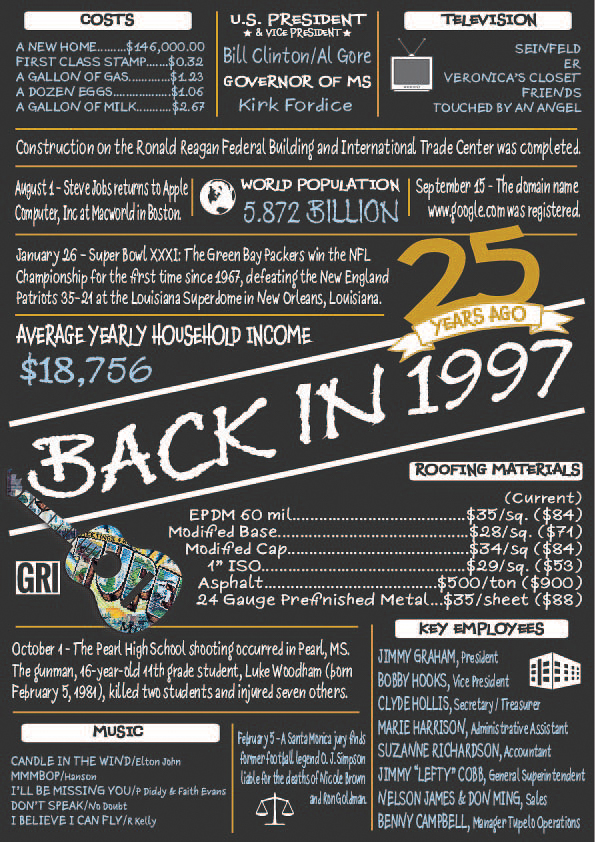 COSTS
A NEW HOME.........$146,000.00
FIRST CLASS STAMP......$0.32
A GALLON OF GAS.........$1.23
A DOZEN EGGS............$1.06
A GALLON OF MILK..........$2.67
U.S. PRESIDENT
★ & VICE PRESIDENT ★
Bill Clinton/Al Gore
GOVERNOR OF MS
Kirk Fordice
TELEVISION
SEINFELD
ER
VERONICA'S CLOSET
FRIENDS
TOUCHED BY AN ANGEL
Construction on the Ronald Reagan Federal Building and International Trade Center was completed.
August 1 - Steve Jobs returns to Apple
Computer, Inc at Macworld in Boston.
WORLD POPULATION
5.872 BILLION
September 15 - The domain name
www.google.com was registered.
January 26 - Super Bowl XXXI: The Green Bay Packers win the NFL
Championship for the first time since 1967, defeating the New England
Patriots 35-21 at the Louisiana Superdome in New Orleans, Louisiana.
25
YEARS AGO
AVERAGE YEARLY HOUSEHOLD INCOME
$18,756
BACK IN 1997
ROOFING MATERIALS
(Current)
EPDM 60 mil..............................$35/sq. ($84)
Modified Base................................$28/sq. ($71)
Modified Cap..............................$34/sq ($84)
1" ISO....................................$29/sq. ($53)
Asphalt...............................$500/ton ($900)
24 Gauge Prefinished Metal...$35/sheet ($88)
GRI
October 1 - The Pearl High School shooting occurred in Pearl, MS.
The gunman, 16-year-old 11th grade student, Luke Woodham (born
February 5, 1981), killed two students and injured seven others.
KEY EMPLOYEES
JIMMY GRAHAM, President
BOBBY HOOKS, Vice President
CLYDE HOLLIS, Secretary / Treasurer
MARIE HARRISON, Administrative Assistant
SUZANNE RICHARDSON, Accountant
JIMMY "LEFTY" COBB, General Superintendent
NELSON JAMES & DON MING, Sales
BENNY CAMPBELL, Manager Tupelo Operations
MUSIC
CANDLE IN THE WIND/Elton John
MMMBOP/Hanson
I'LL BE MISSING YOU/P Diddy & Faith Evans
DON'T SPEAK/No Doubt
I BELIEVE I CAN FLY/R Kelly
February 5 - A Santa Monica jury finds
former football legend O. J. Simpson
liable for the deaths of Nicole Brown
and Ron Goldman.